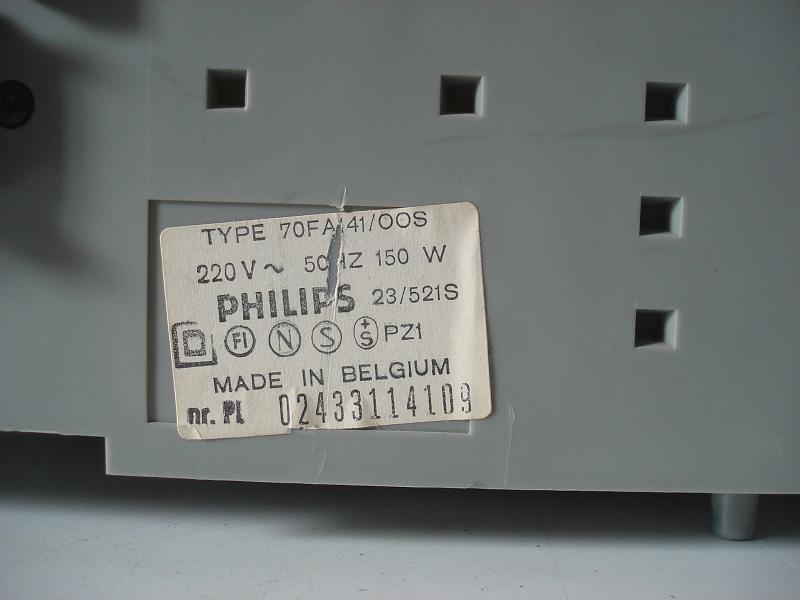 TYPE 70FA141/00S
220V ~ 50HZ 150 W
PHILIPS 23/521S
FI N S +S PZ1
MADE IN BELGIUM
nr. PL 02433114109